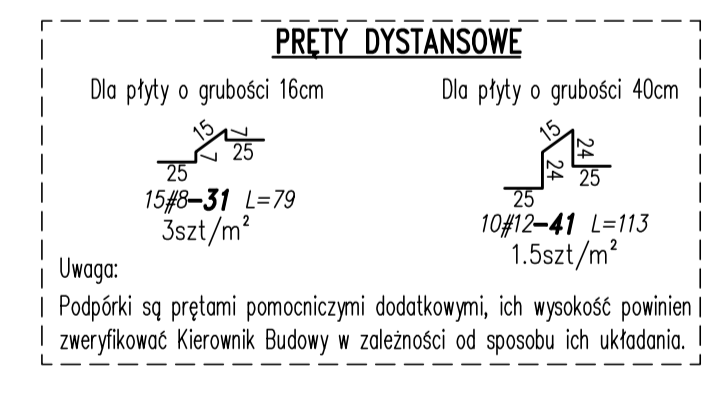 PRĘTY DYSTANSOWE
Dla płyty o grubości 16cm
15 7
7 25
25
15#8-31 L=79
3szt/m²
Dla płyty o grubości 40cm
15 24
24 25
25
10#12-41 L=113
1.5szt/m²
Uwaga:
Podpórki są prętami pomocniczymi dodatkowymi, ich wysokość powinien
zweryfikować Kierownik Budowy w zależności od sposobu ich układania.